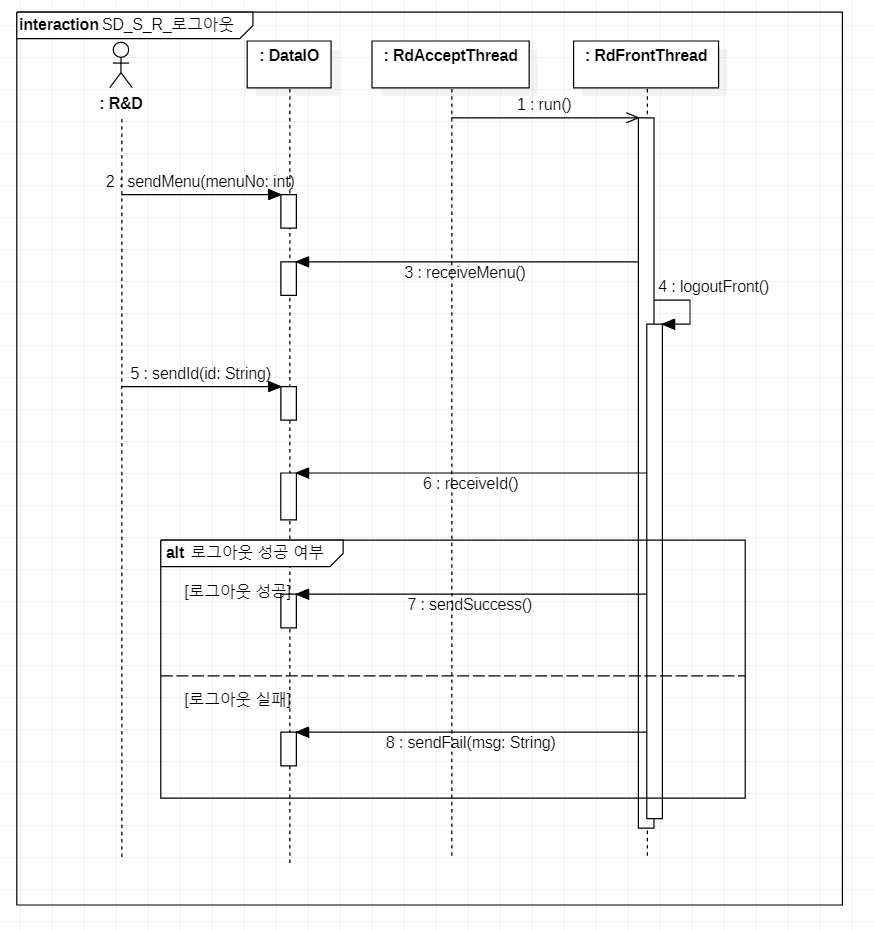 interaction SD_S_R_로그아웃
: R&D
: DataIO
: RdAcceptThread
: RdFrontThread
1 : run()
2 : sendMenu(menuNo: int)
3 : receiveMenu()
4 : logoutFront()
5 : sendId(id: String)
6 : receiveId()
alt 로그아웃 성공 여부
[로그아웃 성공]
7 : sendSuccess()
[로그아웃 실패]
8 : sendFail(msg: String)